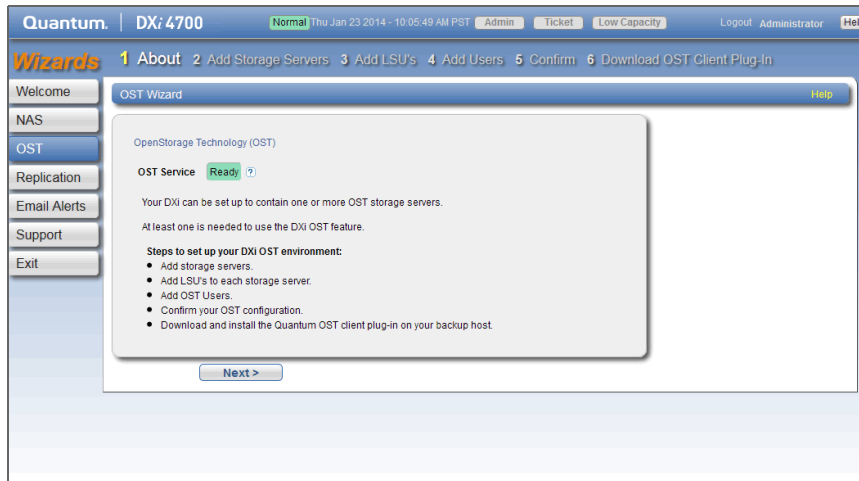 Quantum. DXi 4700 Normal Thu Jan 23 2014 - 10:05:49 AM PST Admin Ticket Low Capacity Logout Administrator Hel
Wizards 1 About 2 Add Storage Servers 3 Add LSU's 4 Add Users 5 Confirm 6 Download OST Client Plug-In
Welcome
NAS
OST
Replication
Email Alerts
Support
Exit
OST Wizard Help
OpenStorage Technology (OST)
OST Service Ready ?
Your DXi can be set up to contain one or more OST storage servers.
At least one is needed to use the DXi OST feature.
Steps to set up your DXi OST environment:
• Add storage servers.
• Add LSU's to each storage server.
• Add OST Users.
• Confirm your OST configuration.
• Download and install the Quantum OST client plug-in on your backup host.
Next >